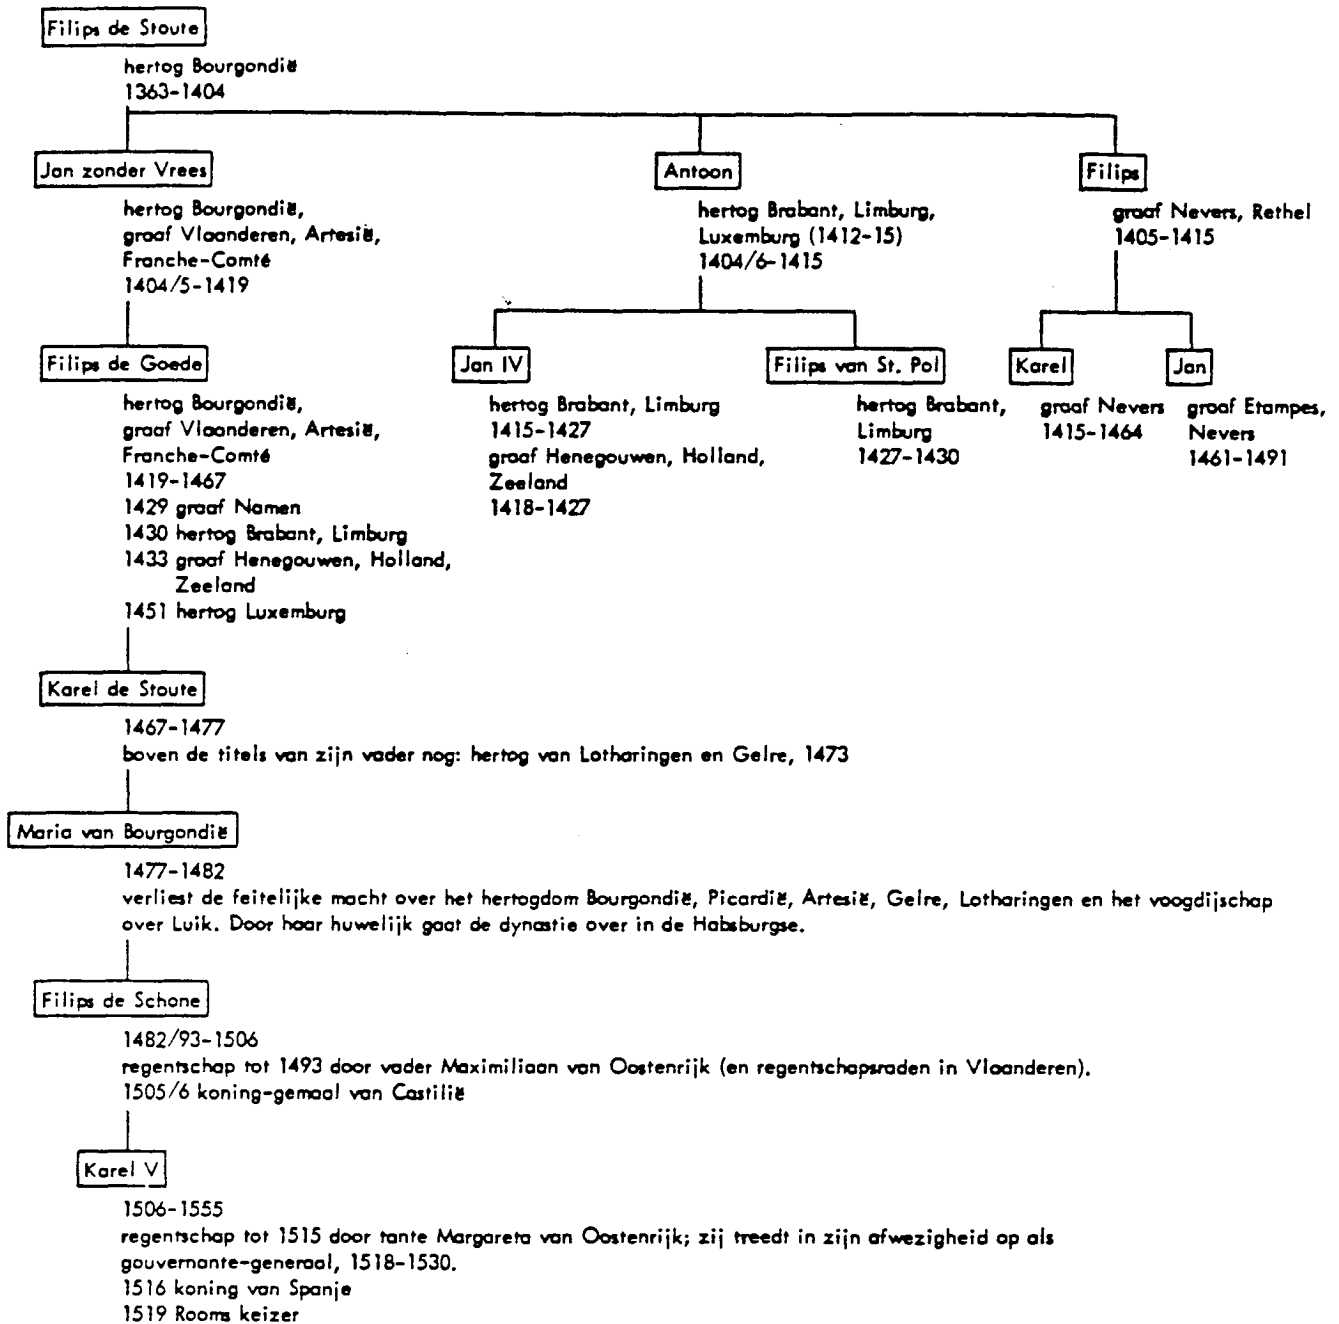 Filips de Stoute
hertog Bourgondië
1363-1404
Jan zonder Vrees
hertog Bourgondië,
graaf Vlaanderen, Artesië,
Franche-Comté
1404/5-1419
Antoon
hertog Brabant, Limburg,
Luxemburg (1412-15)
1404/6-1415
Filips
graaf Nevers, Rethel
1405-1415
Filips de Goede
hertog Bourgondië,
graaf Vlaanderen, Artesië,
Franche-Comté
1419-1467
1429 graaf Namen
1430 hertog Brabant, Limburg
1433 graaf Henegouwen, Holland,
Zeeland
1451 hertog Luxemburg
Jan IV
hertog Brabant, Limburg
1415-1427
graaf Henegouwen, Holland,
Zeeland
1418-1427
Filips van St. Pol
hertog Brabant,
Limburg
1427-1430
Karel
graaf Nevers
1415-1464
Jan
graaf Etampes,
Nevers
1461-1491
Karel de Stoute
1467-1477
boven de titels van zijn vader nog: hertog van Lotharingen en Gelre, 1473
Maria van Bourgondië
1477-1482
verliest de feitelijke macht over het hertogdom Bourgondië, Picardië, Artesië, Gelre, Lotharingen en het voogdijschap
over Luik. Door haar huwelijk gaat de dynastie over in de Habsburgse.
Filips de Schone
1482/93-1506
regentschap tot 1493 door vader Maximiliaan van Oostenrijk (en regentschapsraden in Vlaanderen).
1505/6 koning-gemaal van Castilië
Karel V
1506-1555
regentschap tot 1515 door tante Margareta van Oostenrijk; zij treedt in zijn afwezigheid op als
gouvernante-generaal, 1518-1530.
1516 koning van Spanje
1519 Rooms keizer